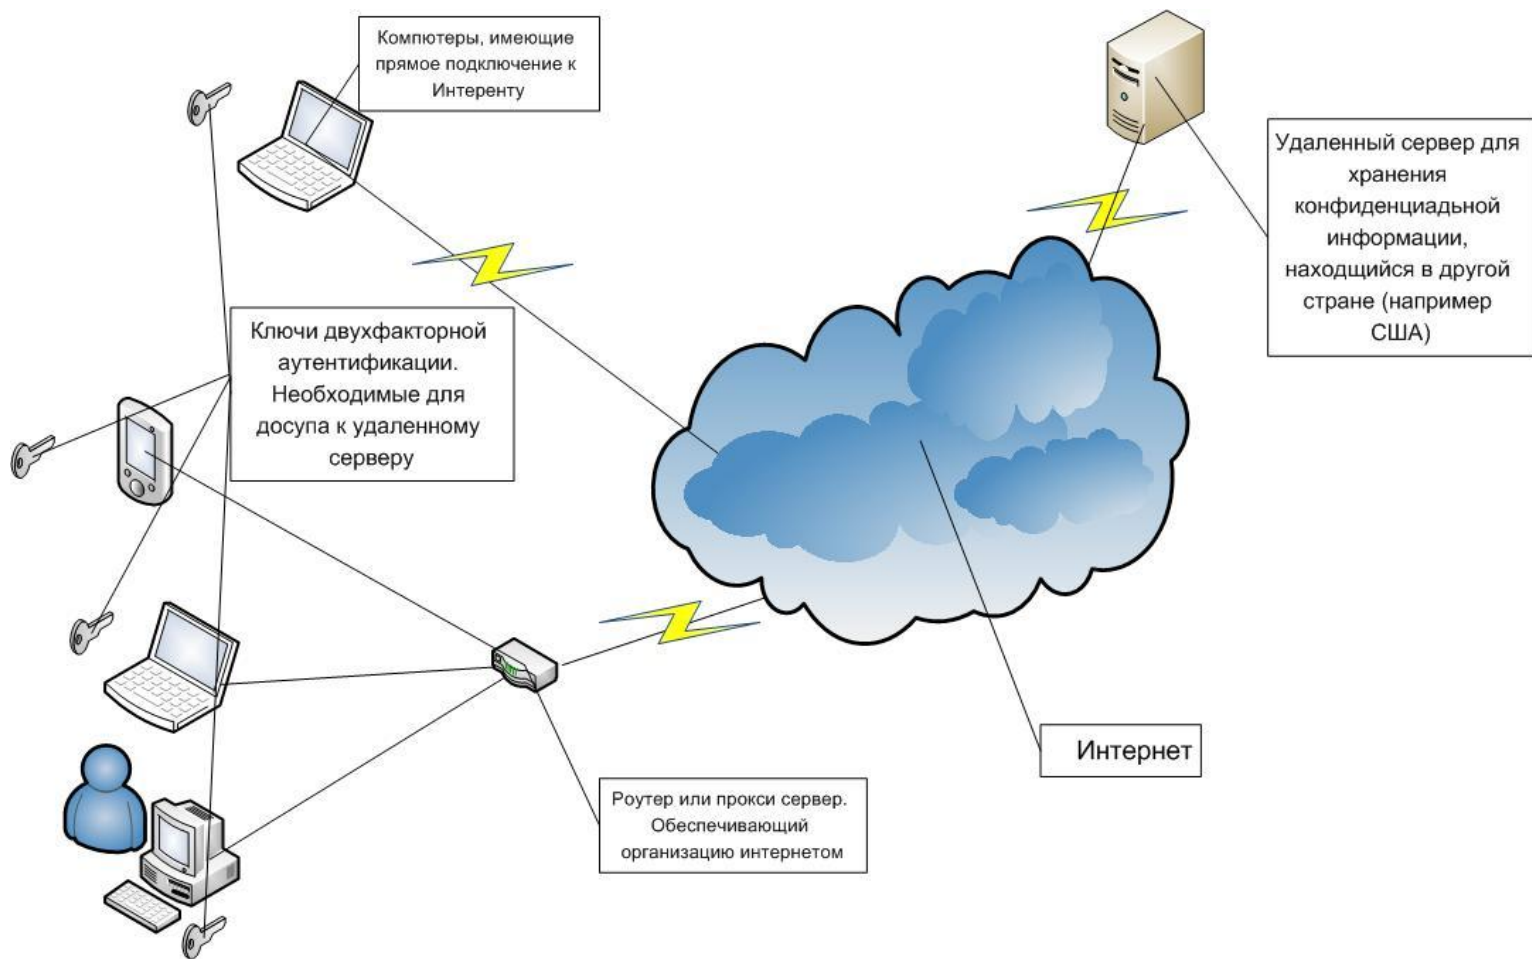 Компютеры, имеющие
прямое подключение к
Интеренту
Удаленный сервер для
хранения
конфиденциадьной
информации,
находщийся в другой
стране (например
США)
Ключи двухфакторной
аутентификации.
Необходимые для
досупа к удаленному
серверу
Интернет
Роутер или прокси сервер.
Обеспечивающий
организацию интернетом